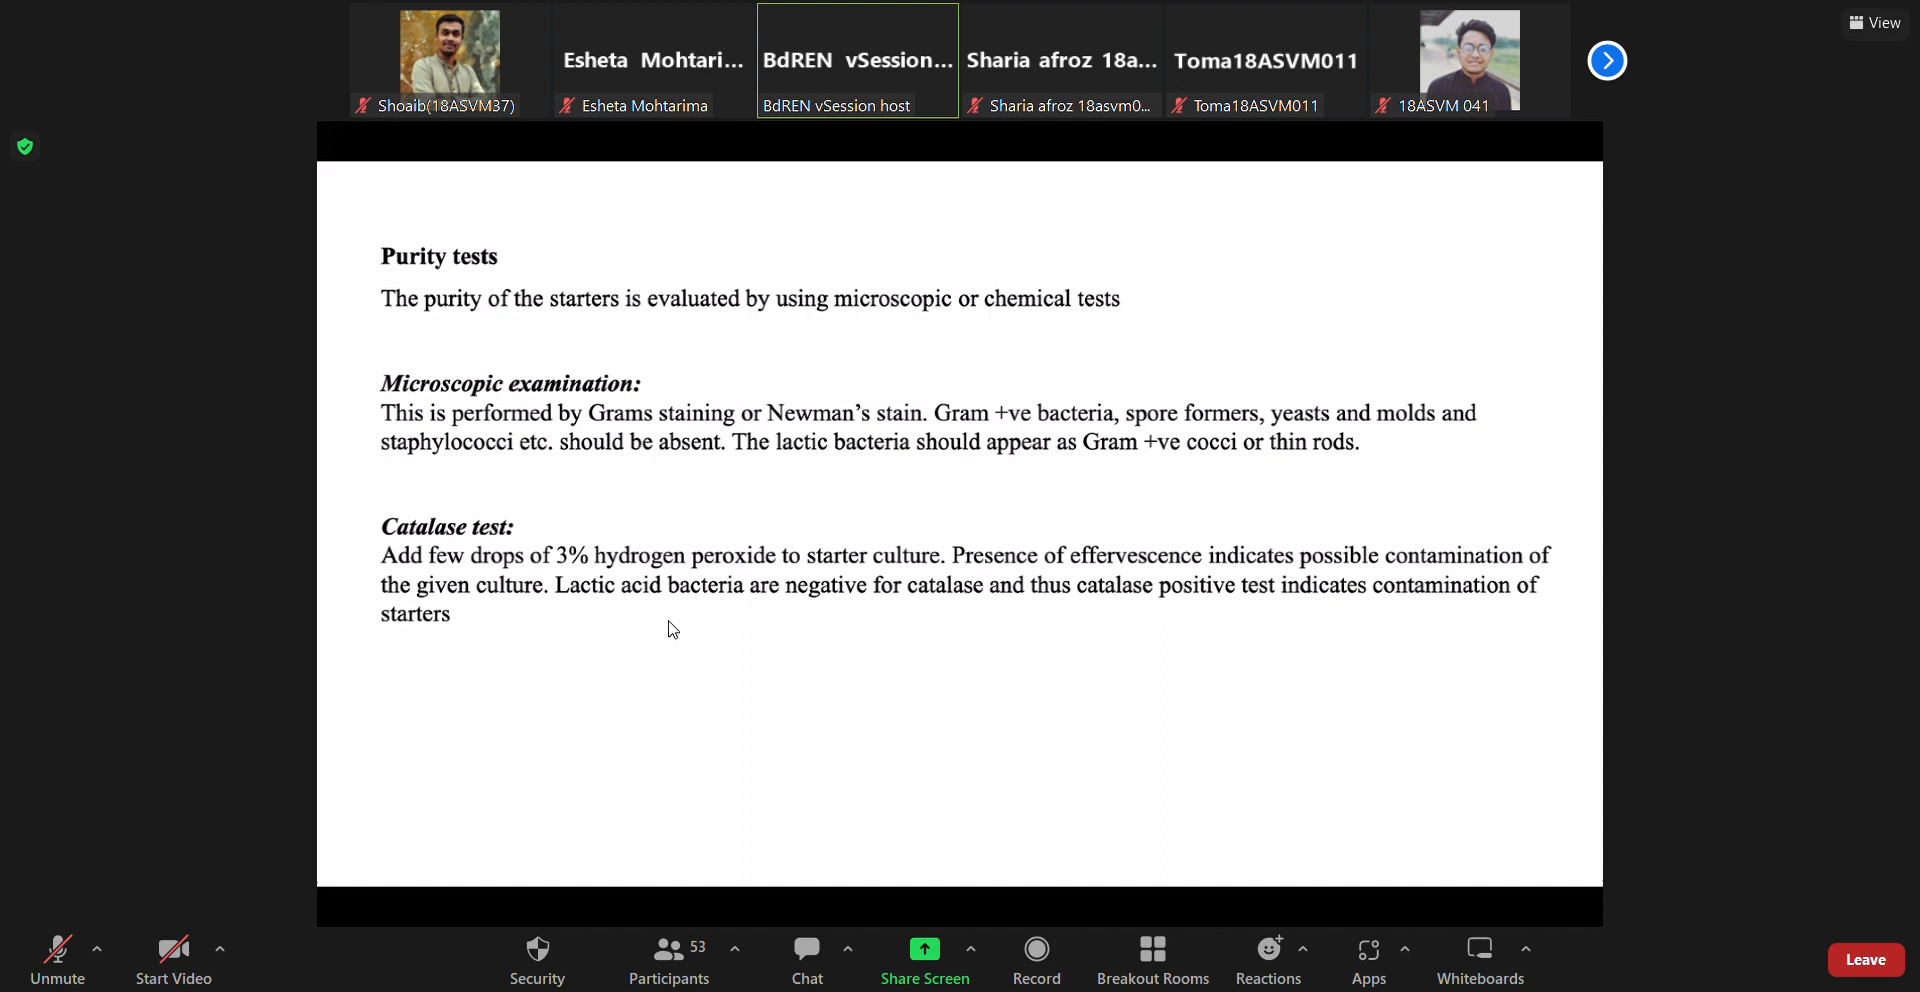 View
Esheta Mohtari...
BdREN vSession...
Sharia afroz 18a...
Toma18ASVM011
Shoaib(18ASVM37)
Esheta Mohtarima
BdREN vSession host
Sharia afroz 18asvm0...
Toma18ASVM011
18ASVM 041
Purity tests
The purity of the starters is evaluated by using microscopic or chemical tests
Microscopic examination:
This is performed by Grams staining or Newman’s stain. Gram +ve bacteria, spore formers, yeasts and molds and
staphylococci etc. should be absent. The lactic bacteria should appear as Gram +ve cocci or thin rods.
Catalase test:
Add few drops of 3% hydrogen peroxide to starter culture. Presence of effervescence indicates possible contamination of
the given culture. Lactic acid bacteria are negative for catalase and thus catalase positive test indicates contamination of
starters
53
Unmute
Start Video
Security
Participants
Chat
Share Screen
Record
Breakout Rooms
Reactions
Apps
Whiteboards
Leave